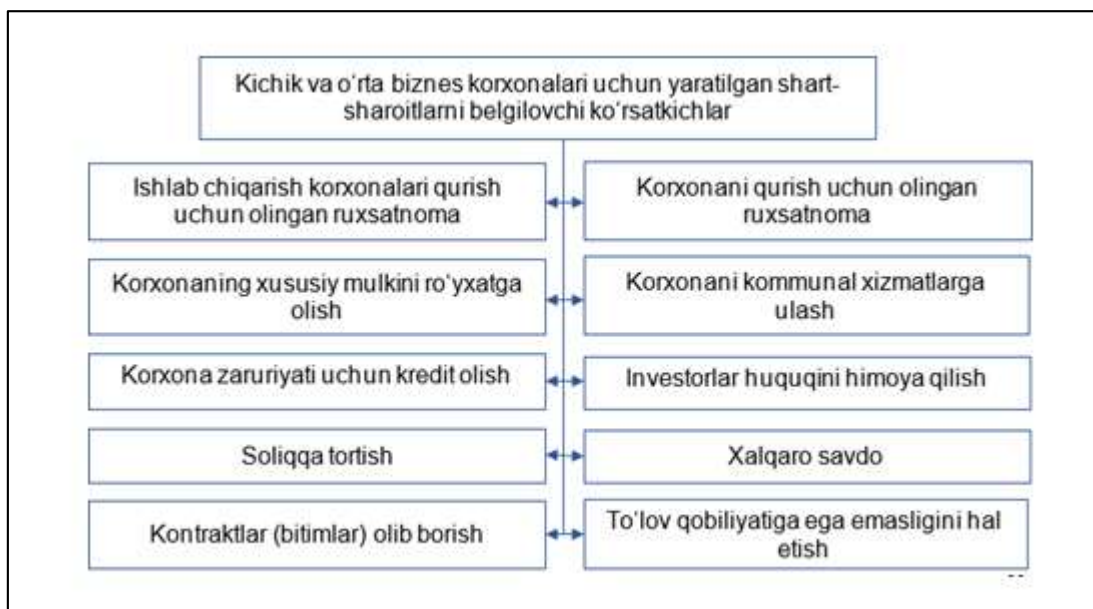 Kichik va o‘rta biznes korxonalari uchun yaratilgan shart-
sharoitlarni belgilovchi ko‘rsatkichlar
Ishlab chiqarish korxonalari qurish
uchun olingan ruxsatnoma
Korxonani qurish uchun olingan
ruxsatnoma
Korxonaning xususiy mulkini ro‘yxatga
olish
Korxonani kommunal xizmatlarga
ulash
Korxona zaruriyati uchun kredit olish
Investorlar huquqini himoya qilish
Soliqqa tortish
Xalqaro savdo
Kontraktlar (bitimlar) olib borish
To‘lov qobiliyatiga ega emasligini hal
etish